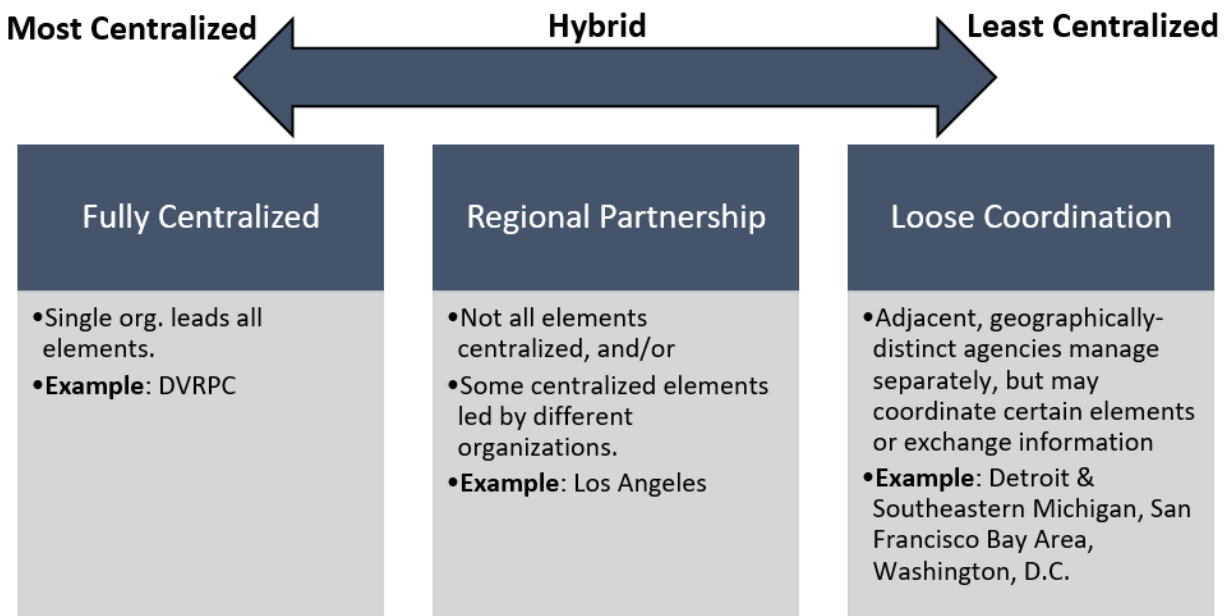 Most Centralized
Hybrid
Least Centralized
Fully Centralized
•Single org. leads all
elements.
•Example: DVRPC
Regional Partnership
•Not all elements
centralized, and/or
•Some centralized elements
led by different
organizations.
•Example: Los Angeles
Loose Coordination
•Adjacent, geographically-
distinct agencies manage
separately, but may
coordinate certain elements
or exchange information
•Example: Detroit &
Southeastern Michigan, San
Francisco Bay Area,
Washington, D.C.